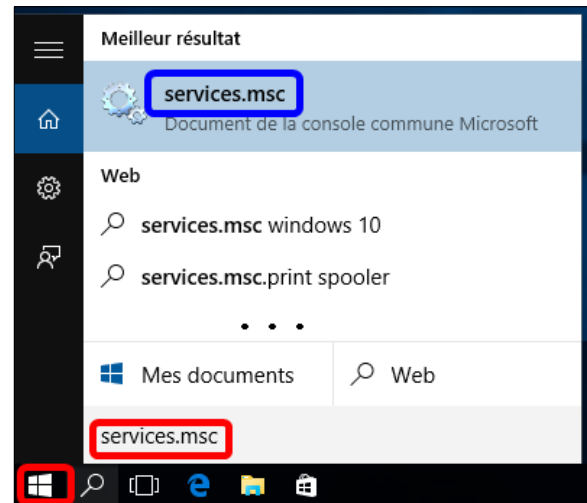 Meilleur résultat
services.msc
Document de la console commune Microsoft
Web
services.msc windows 10
services.msc.print spooler
• • •
Mes documents
Web
services.msc